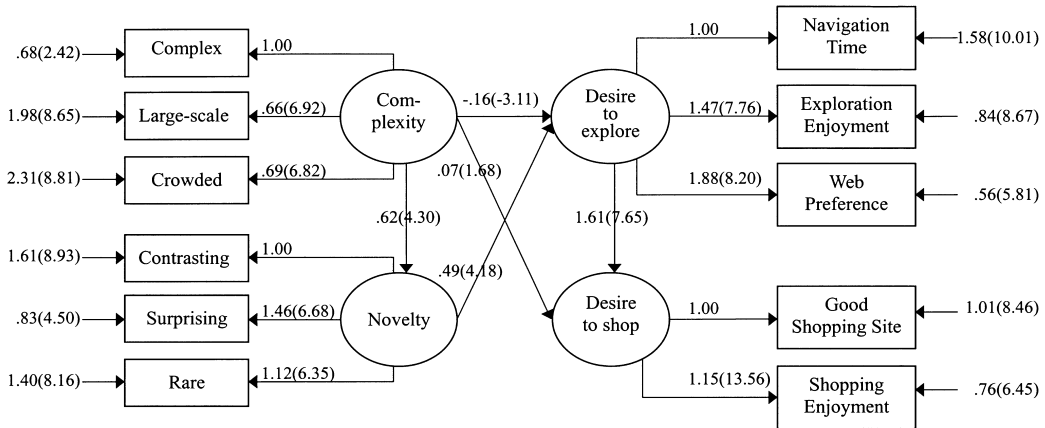 .68(2.42)
Complex
1.00
1.98(8.65)
Large-scale
.66(6.92)
2.31(8.81)
Crowded
.69(6.82)
Com-
plexity
-.16(-3.11)
.07(1.68)
.62(4.30)
.49(4.18)
1.61(8.93)
Contrasting
1.00
.83(4.50)
Surprising
1.46(6.68)
1.40(8.16)
Rare
1.12(6.35)
Novelty
Desire
to
explore
1.61(7.65)
Desire
to shop
1.00
Navigation
Time
1.58(10.01)
1.47(7.76)
Exploration
Enjoyment
.84(8.67)
1.88(8.20)
Web
Preference
.56(5.81)
1.00
Good
Shopping Site
1.01(8.46)
1.15(13.56)
Shopping
Enjoyment
.76(6.45)